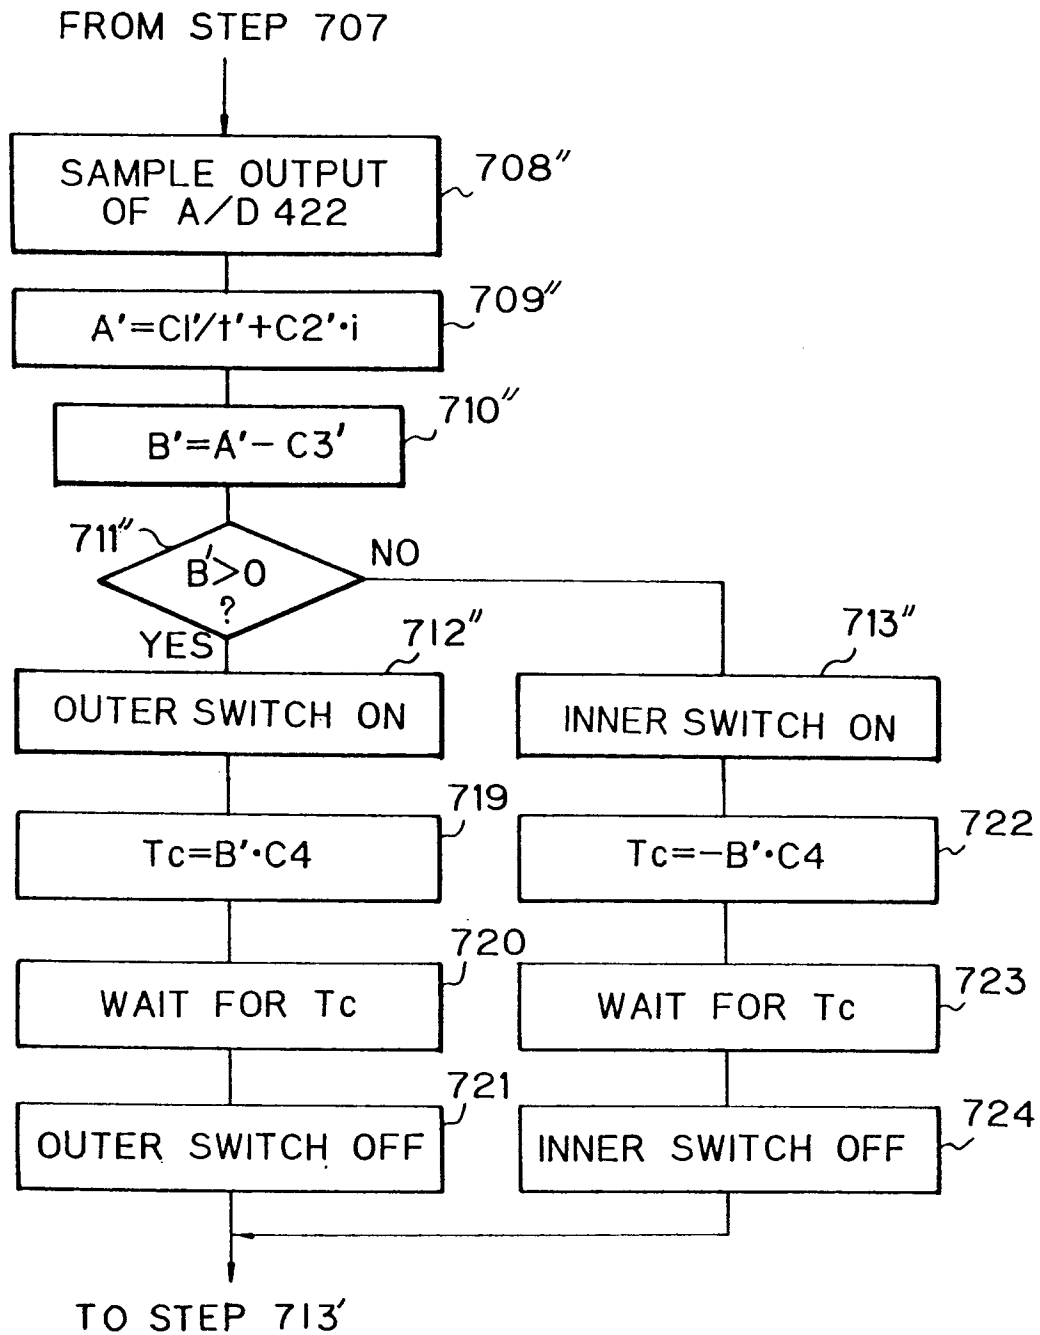 FROM STEP 707
SAMPLE OUTPUT
OF A/D 422
708"
A'=C1'/t'+C2'·i
709"
B'=A'- C3'
710"
711"
B'>0
?
NO
YES
712"
OUTER SWITCH ON
713"
INNER SWITCH ON
719
Tc=B'·C4
722
Tc=-B'·C4
720
WAIT FOR Tc
723
WAIT FOR Tc
721
OUTER SWITCH OFF
724
INNER SWITCH OFF
TO STEP 713'